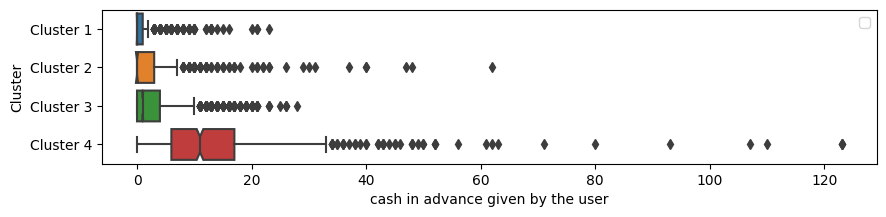 Cluster 1
Cluster 2
Cluster 3
Cluster 4
Cluster
0 20 40 60 80 100 120
cash in advance given by the user